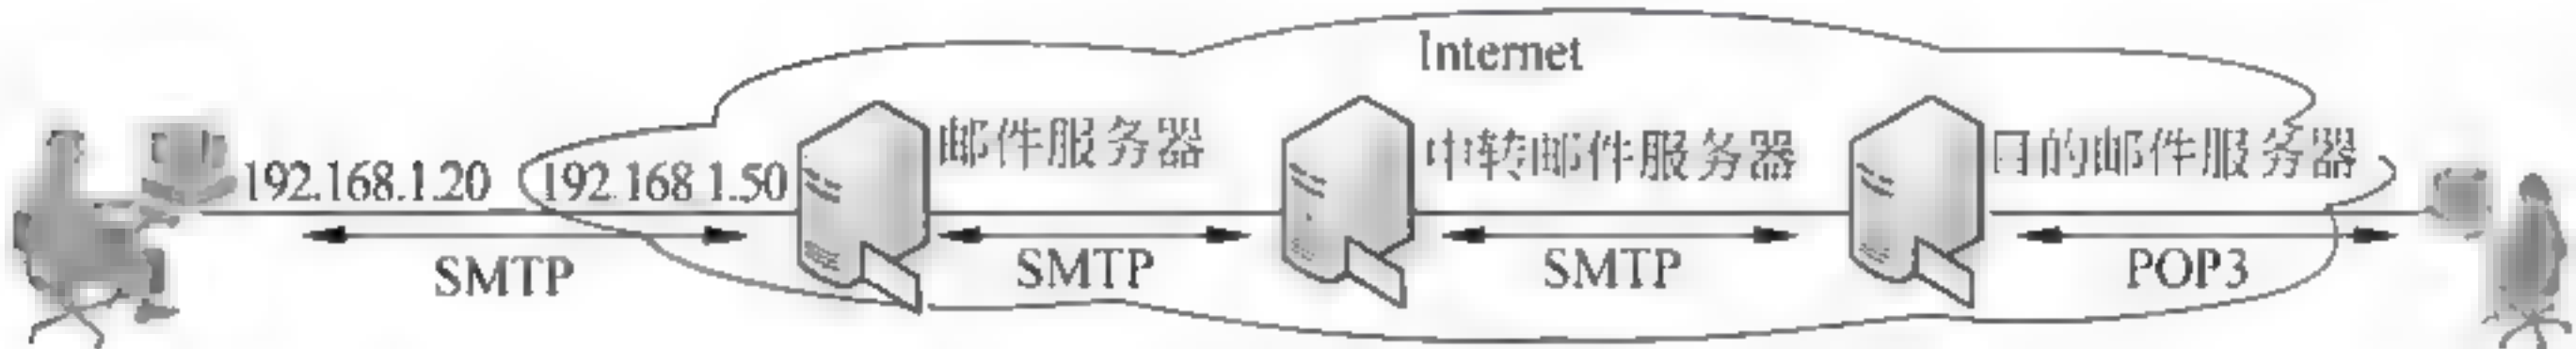 Internet
邮件服务器
中转邮件服务器
目的邮件服务器
192.168.1.20
192.168 1.50
SMTP
SMTP
SMTP
POP3